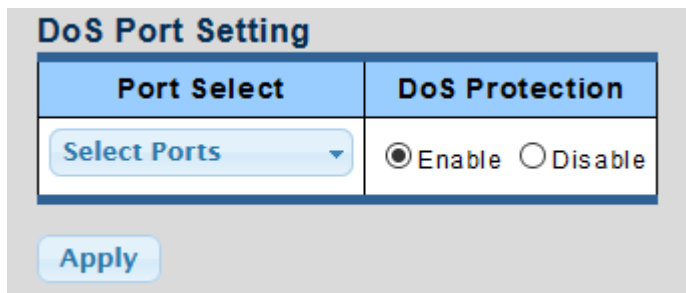 DoS Port Setting
Port Select DoS Protection
Select Ports Enable Disable
Apply